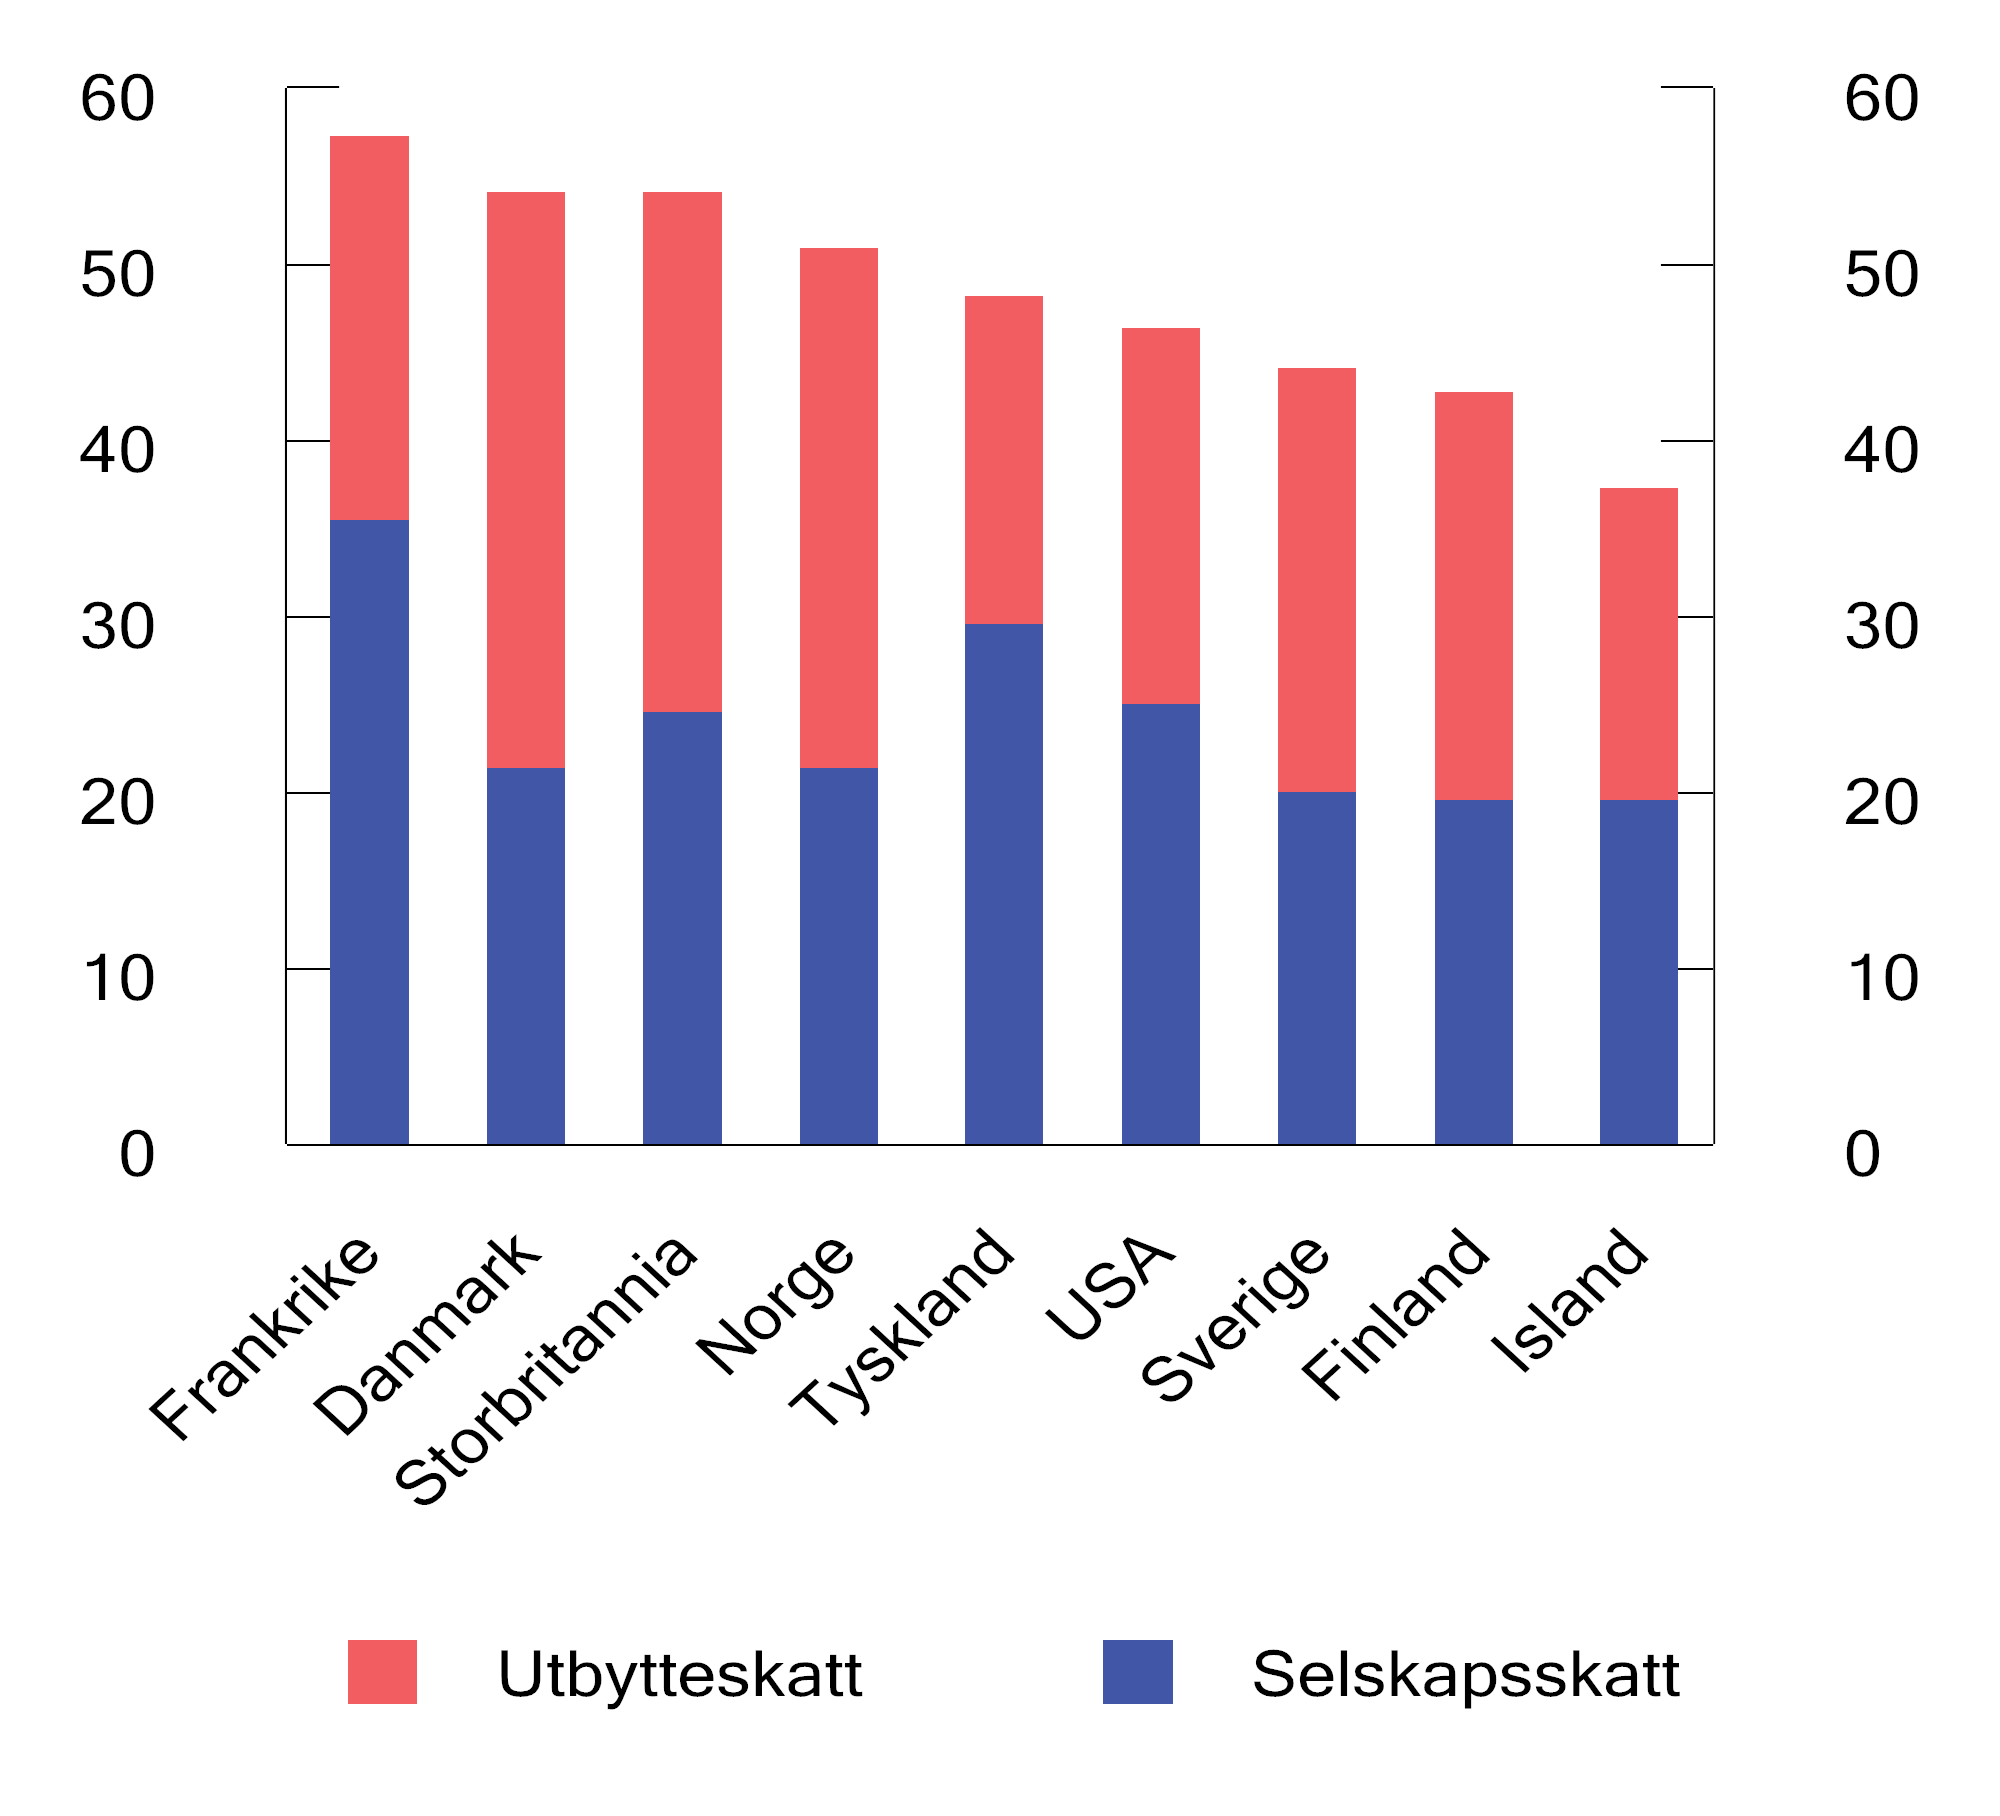 60 60
50 50
40 40
30 30
20 20
10 10
0 0
Frankrike
Danmark
Storbritannia
Norge
Tyskland
USA
Sverige
Finland
Island
Utbytteskatt Selskapsskatt